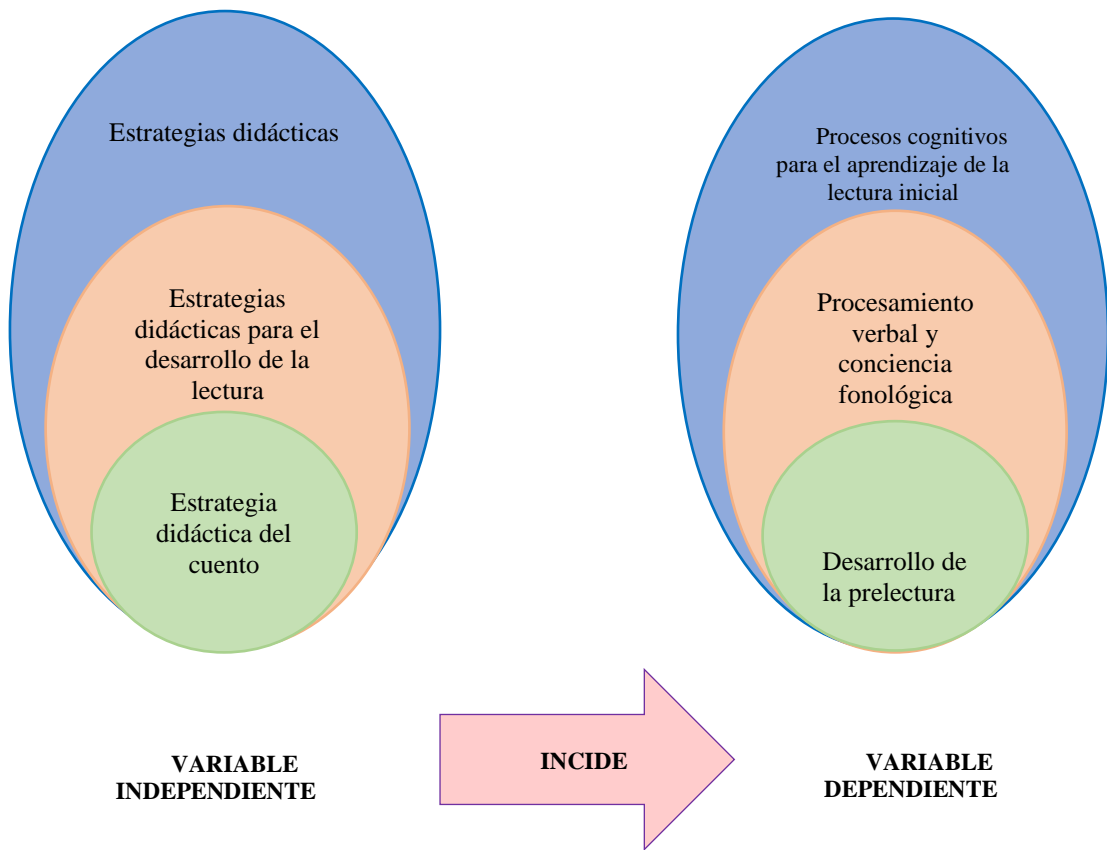 Estrategias didácticas
Estrategias
didácticas para el
desarrollo de la
lectura
Estrategia
didáctica del
cuento
Procesos cognitivos
para el aprendizaje de la
lectura inicial
Procesamiento
verbal y
conciencia
fonológica
Desarrollo de
la prelectura
VARIABLE
INDEPENDIENTE
INCIDE
VARIABLE
DEPENDIENTE